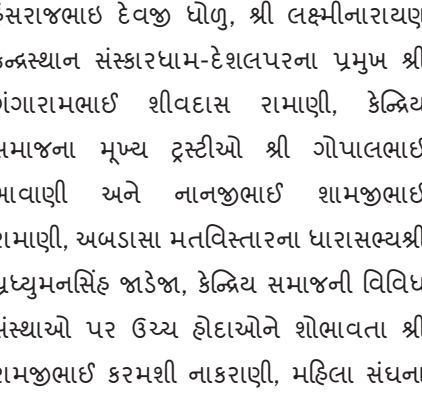 હંસરાજભાઇ દેવજી ધોળુ, શ્રી લક્ષ્મીનારાયણ
કેન્દ્રસ્થાન સંસ્કારધામ-દેશલપરના પ્રમુખ શ્રી
ગંગારામભાઈ શીવદાસ રામાણી, કેન્દ્રિય
સમાજના મૂખ્ય ટ્રસ્ટીઓ શ્રી ગોપાલભાઈ
ભાવાણી અને નાનજીભાઈ શામજીભાઈ
રામાણી, અબડાસા મતવિસ્તારના ધારાસભ્યશ્રી
પ્રધ્યુમનસિંહ જાડેજા, કેન્દ્રિય સમાજની વિવિધ
સંસ્થાઓ પર ઉચ્ચ હોદાઓને શોભાવતા શ્રી
રામજીભાઈ કરમશી નાકરાણી, મહિલા સંઘના